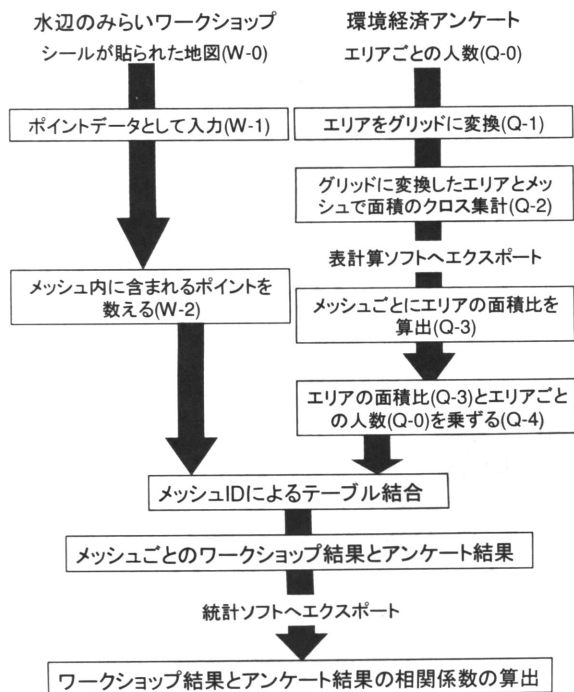 水辺のみらいワークショップ
シールが貼られた地図(W-0)
ポイントデータとして入力(W-1)
メッシュ内に含まれるポイントを
数える(W-2)
環境経済アンケート
エリアごとの人数(Q-0)
エリアをグリッドに変換(Q-1)
グリッドに変換したエリアとメッ
シュで面積のクロス集計(Q-2)
表計算ソフトへエクスポート
メッシュごとにエリアの面積比を
算出(Q-3)
エリアの面積比(Q-3)とエリアごと
の人数(Q-0)を乗ずる(Q-4)
メッシュIDによるテーブル結合
メッシュごとのワークショップ結果とアンケート結果
統計ソフトへエクスポート
ワークショップ結果とアンケート結果の相関係数の算出